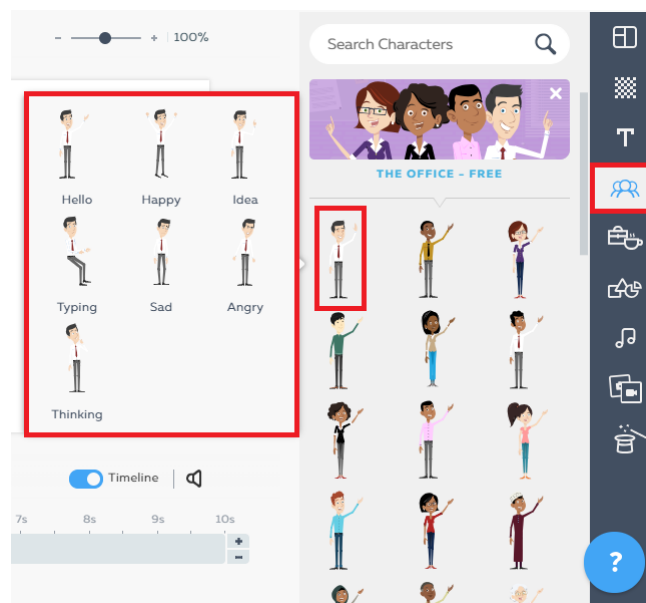 - + 100%
Hello Happy Idea
Typing Sad Angry
Thinking
Timeline
7s 8s 9s 10s
+
-
Search Characters
×
THE OFFICE - FREE
T
?